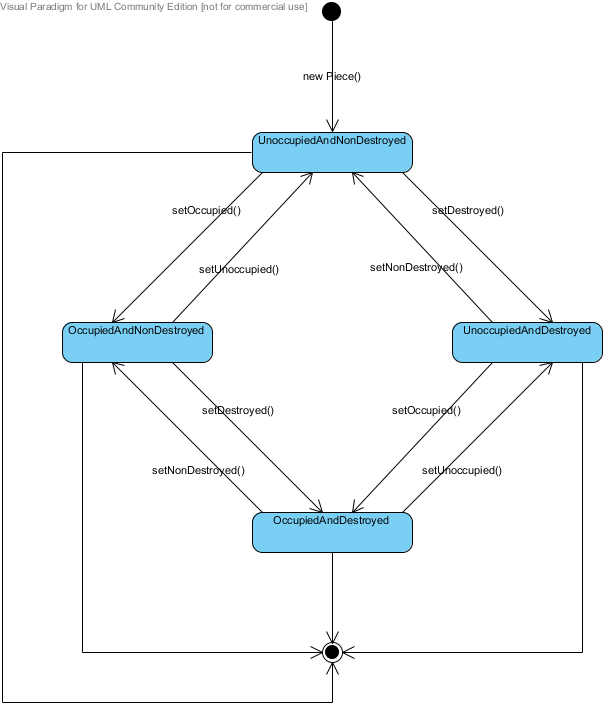 Visual Paradigm for UML Community Edition [not for commercial use]
new Piece()
UnoccupiedAndNonDestroyed
setOccupied()
setDestroyed()
setUnoccupied()
setNonDestroyed()
OccupiedAndNonDestroyed
UnoccupiedAndDestroyed
setDestroyed()
setOccupied()
setNonDestroyed()
setUnoccupied()
OccupiedAndDestroyed